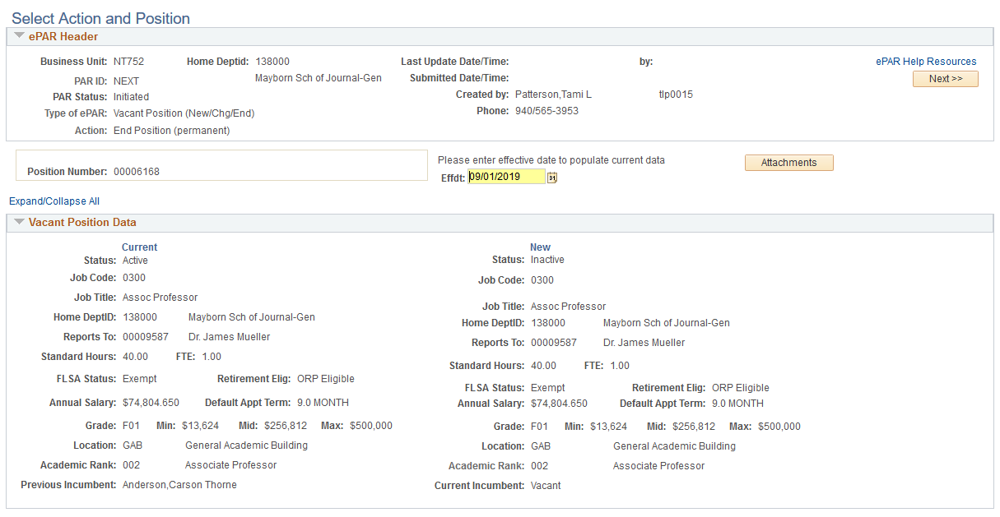 Select Action and Position
ePAR Header
Business Unit: NT752 Home Deptid: 138000 Last Update Date/Time: by: ePAR Help Resources
PAR ID: NEXT Mayborn Sch of Journal-Gen Submitted Date/Time: Next >>
PAR Status: Initiated Created by: Patterson,Tami L tlp0015
Type of ePAR: Vacant Position (New/Chg/End) Phone: 940/565-3953
Action: End Position (permanent)
Please enter effective date to populate current data Attachments
Position Number: 00006168 Effdt: 09/01/2019 31
Expand/Collapse All
Vacant Position Data
Current New
Status: Active Status: Inactive
Job Code: 0300 Job Code: 0300
Job Title: Assoc Professor Job Title: Assoc Professor
Home DeptID: 138000 Mayborn Sch of Journal-Gen Home DeptID: 138000 Mayborn Sch of Journal-Gen
Reports To: 00009587 Dr. James Mueller Reports To: 00009587 Dr. James Mueller
Standard Hours: 40.00 FTE: 1.00 Standard Hours: 40.00 FTE: 1.00
FLSA Status: Exempt Retirement Elig: ORP Eligible FLSA Status: Exempt Retirement Elig: ORP Eligible
Annual Salary: $74,804.650 Default Appt Term: 9.0 MONTH Annual Salary: $74,804.650 Default Appt Term: 9.0 MONTH
Grade: F01 Min: $13,624 Mid: $256,812 Max: $500,000 Grade: F01 Min: $13,624 Mid: $256,812 Max: $500,000
Location: GAB General Academic Building Location: GAB General Academic Building
Academic Rank: 002 Associate Professor Academic Rank: 002 Associate Professor
Previous Incumbent: Anderson,Carson Thorne Current Incumbent: Vacant